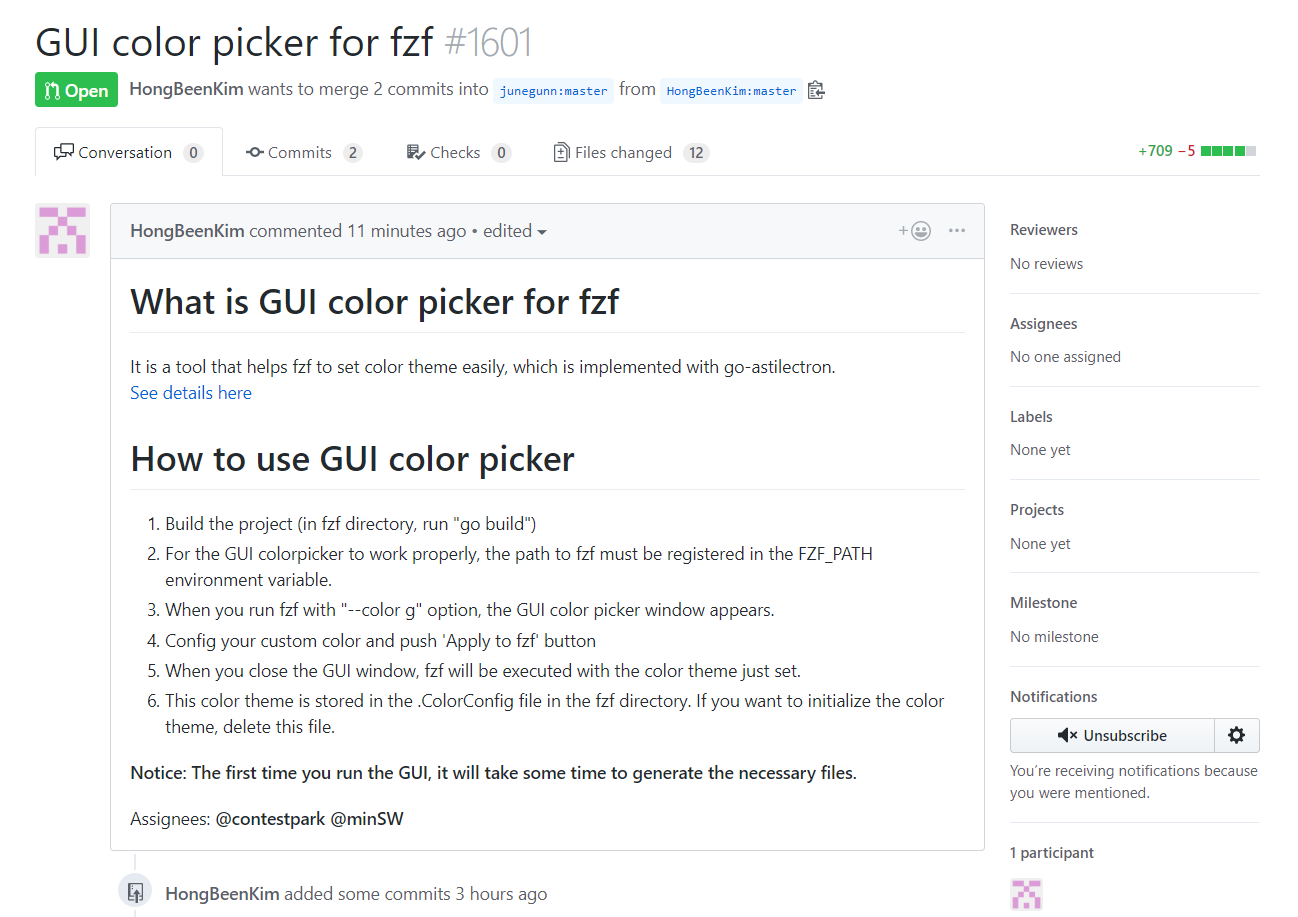 GUI color picker for fzf #1601
Open HongBeenKim wants to merge 2 commits into junegunn:master from HongBeenKim:master
Conversation 0 Commits 2 Checks 0 Files changed 12 +709 −5
HongBeenKim commented 11 minutes ago • edited
What is GUI color picker for fzf
It is a tool that helps fzf to set color theme easily, which is implemented with go-astilectron.
See details here
How to use GUI color picker
1. Build the project (in fzf directory, run "go build")
2. For the GUI colorpicker to work properly, the path to fzf must be registered in the FZF_PATH
environment variable.
3. When you run fzf with "--color g" option, the GUI color picker window appears.
4. Config your custom color and push 'Apply to fzf' button
5. When you close the GUI window, fzf will be executed with the color theme just set.
6. This color theme is stored in the .ColorConfig file in the fzf directory. If you want to initialize the color
theme, delete this file.
Notice: The first time you run the GUI, it will take some time to generate the necessary files.
Assignees: @contestpark @minSW
HongBeenKim added some commits 3 hours ago
Reviewers
No reviews
Assignees
No one assigned
Labels
None yet
Projects
None yet
Milestone
No milestone
Notifications
Unsubscribe
You're receiving notifications because
you were mentioned.
1 participant